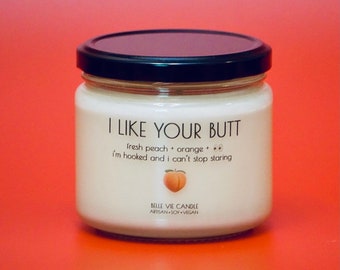 I LIKE YOUR BUTT
fresh peach + orange + 👀
i'm hooked and i can't stop staring
BELLE VIE CANDLE
ARTISAN•SOY•VEGAN